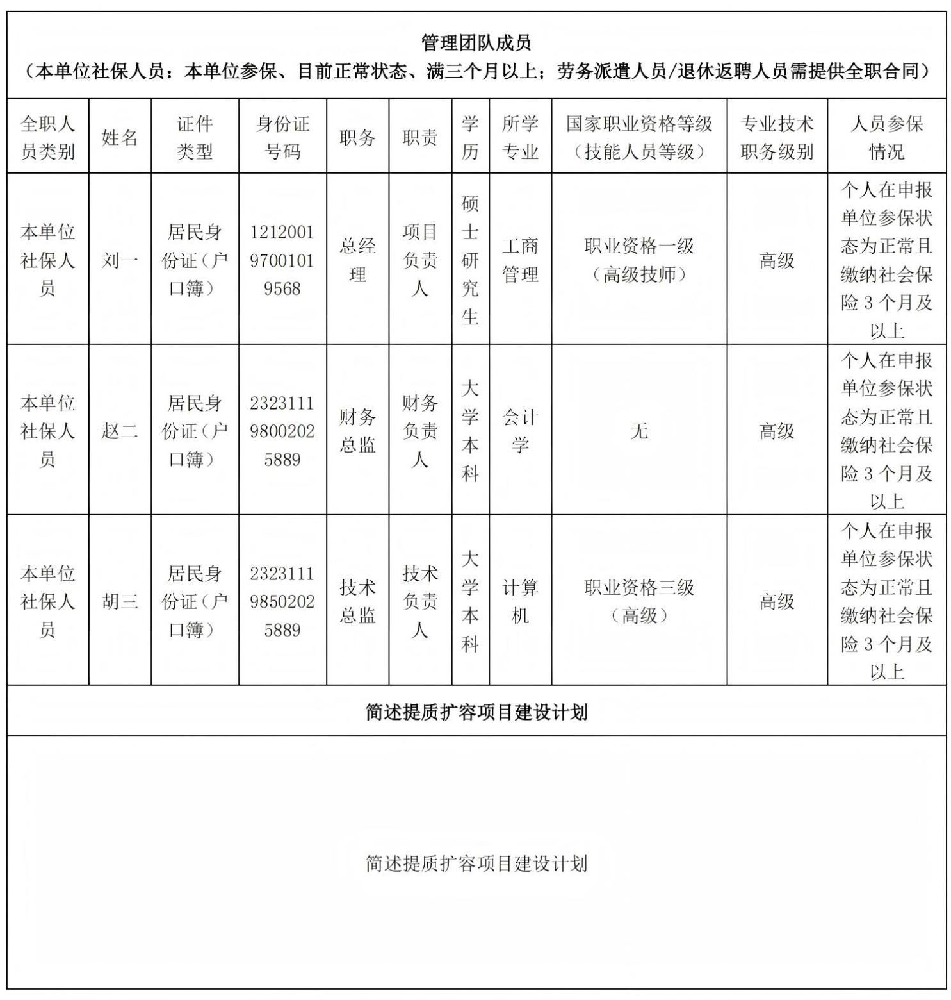 管理团队成员
（本单位社保人员：本单位参保、目前正常状态、满三个月以上；劳务派遣人员/退休返聘人员需提供全职合同）
全职人
员类别
姓名
证件
类型
身份证
号码
职务
职责
学
历
所学
专业
国家职业资格等级
（技能人员等级）
专业技术
职务级别
人员参保
情况
本单位
社保人
员
刘一
居民身
份证（户
口簿）
1212001
9700101
9568
总经
理
项目
负责
人
硕
士
研
究
生
工商
管理
职业资格一级
（高级技师）
高级
个人在申报
单位参保状
态为正常且
缴纳社会保
险 3 个月及
以上
本单位
社保人
员
赵二
居民身
份证（户
口簿）
2323111
9800202
5889
财务
总监
财务
负责
人
大
学
本
科
会计
学
无
高级
个人在申报
单位参保状
态为正常且
缴纳社会保
险 3 个月及
以上
本单位
社保人
员
胡三
居民身
份证（户
口簿）
2323111
9850202
5889
技术
总监
技术
负责
人
大
学
本
科
计算
机
职业资格三级
（高级）
高级
个人在申报
单位参保状
态为正常且
缴纳社会保
险 3 个月及
以上
简述提质扩容项目建设计划
简述提质扩容项目建设计划